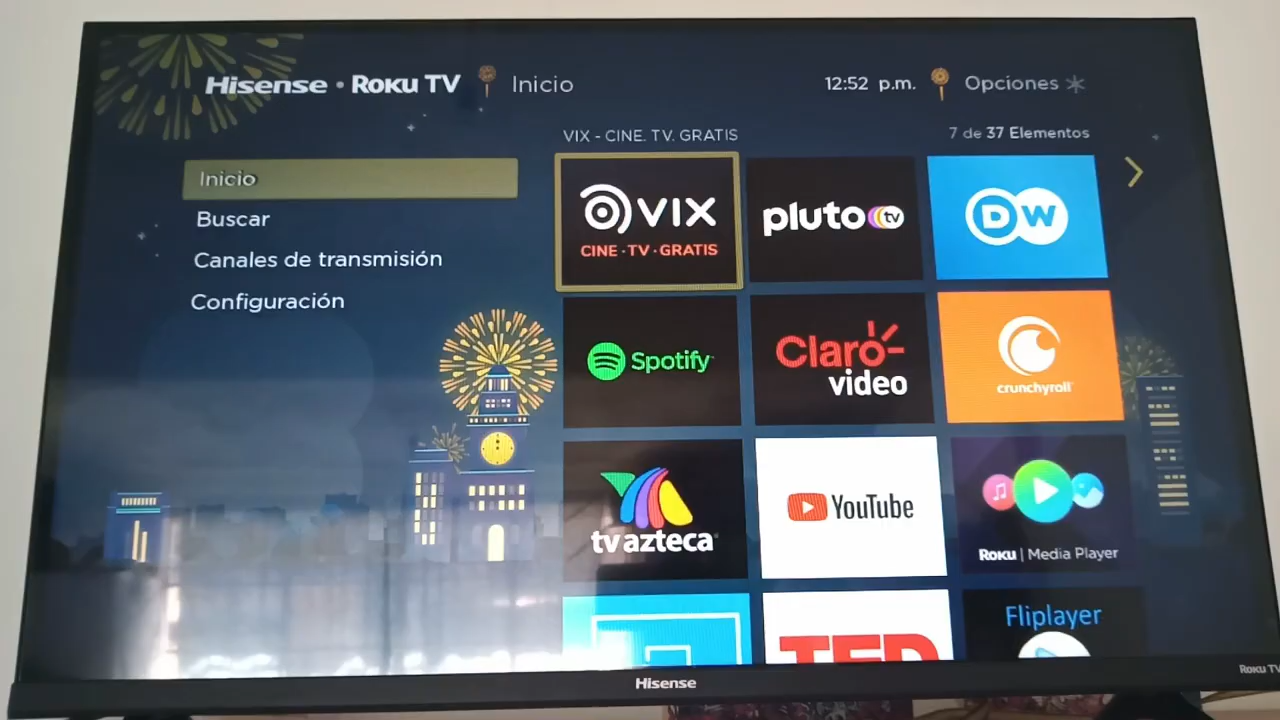 Hisense • Roku TV Inicio
12:52 p.m. Opciones
VIX - CINE. TV. GRATIS
7 de 37 Elementos
Inicio
Buscar
Canales de transmisión
Configuración
VIX
CINE · TV · GRATIS
pluto tv
DW
Spotify
Claro
video
crunchyroll
tv azteca
YouTube
Roku | Media Player
TED
Fliplayer
Hisense
Roku TV